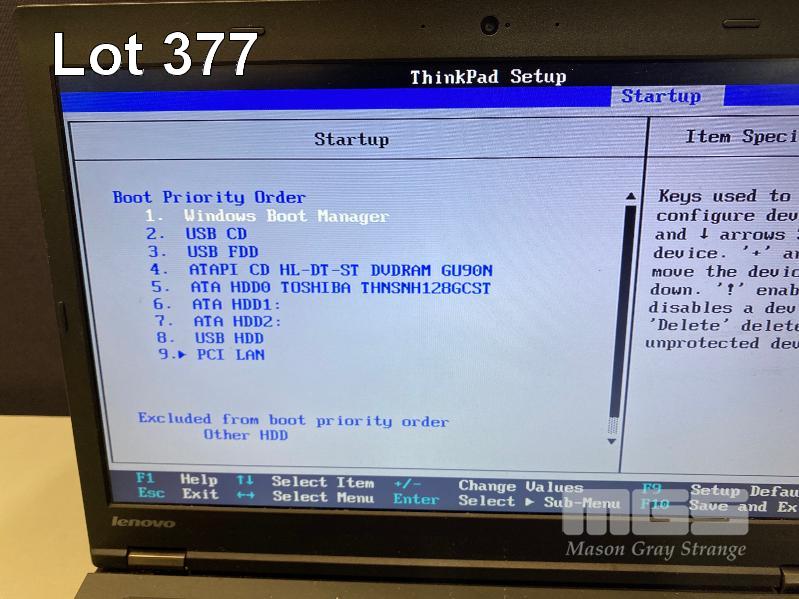 Lot 377
ThinkPad Setup
Startup
Startup
Item Speci
Boot Priority Order
1. Windows Boot Manager
2. USB CD
3. USB FDD
4. ATAPI CD HL-DT-ST DVDRAM GU90N
5. ATA HDD0 TOSHIBA THNSNH128GCST
6. ATA HDD1:
7. ATA HDD2:
8. USB HDD
9.▸ PCI LAN
Excluded from boot priority order
Other HDD
Keys used to
configure dev
and ↓ arrows
device. '+' an
move the devic
down. '!' enab
disables a dev
'Delete' delete
unprotected dev
F1 Help ↑↓ Select Item +/- Change Values F9 Setup Defau
Esc Exit ↔ Select Menu Enter Select ▸ Sub-Menu F10 Save and Ex
lenovo
MGS
Mason Gray Strange